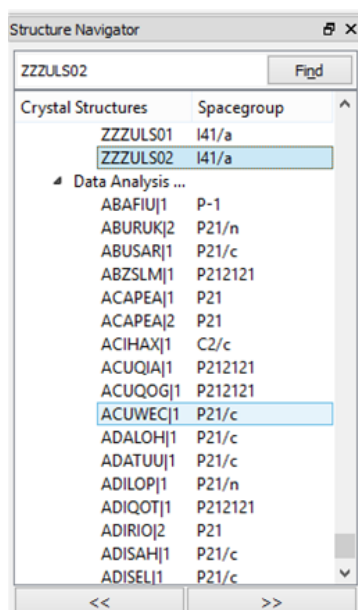 Structure Navigator
ZZZULS02 Find
Crystal Structures Spacegroup
ZZZULS01 I41/a
ZZZULS02 I41/a
Data Analysis ...
ABAFIU|1 P-1
ABURUK|2 P21/n
ABUSAR|1 P21/c
ABZSLM|1 P212121
ACAPEA|1 P21
ACAPEA|2 P21
ACIHAX|1 C2/c
ACUQIA|1 P212121
ACUQOG|1 P212121
ACUWEC|1 P21/c
ADALOH|1 P21/c
ADATUU|1 P21/c
ADILOP|1 P21/n
ADIQOT|1 P212121
ADIRIO|2 P21
ADISAH|1 P21/c
ADISEL|1 P21/c
<< >>